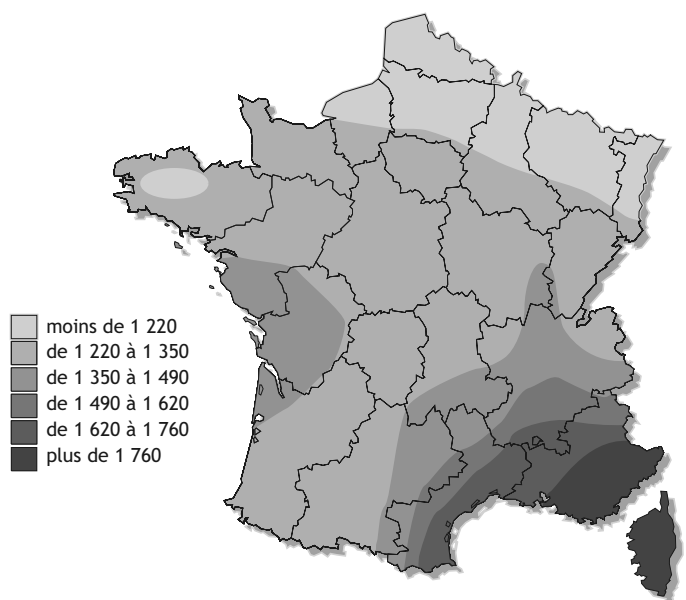 moins de 1 220
de 1 220 à 1 350
de 1 350 à 1 490
de 1 490 à 1 620
de 1 620 à 1 760
plus de 1 760